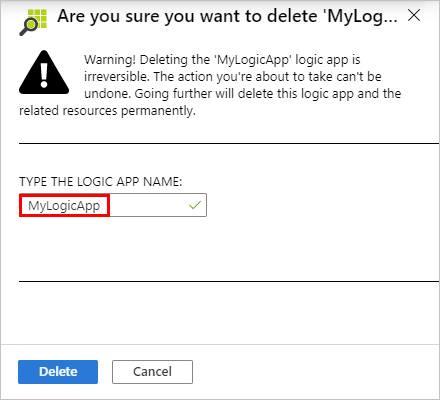 Are you sure you want to delete 'MyLog...
Warning! Deleting the 'MyLogicApp' logic app is
irreversible. The action you're about to take can't be
undone. Going further will delete this logic app and the
related resources permanently.
TYPE THE LOGIC APP NAME:
MyLogicApp
Delete Cancel